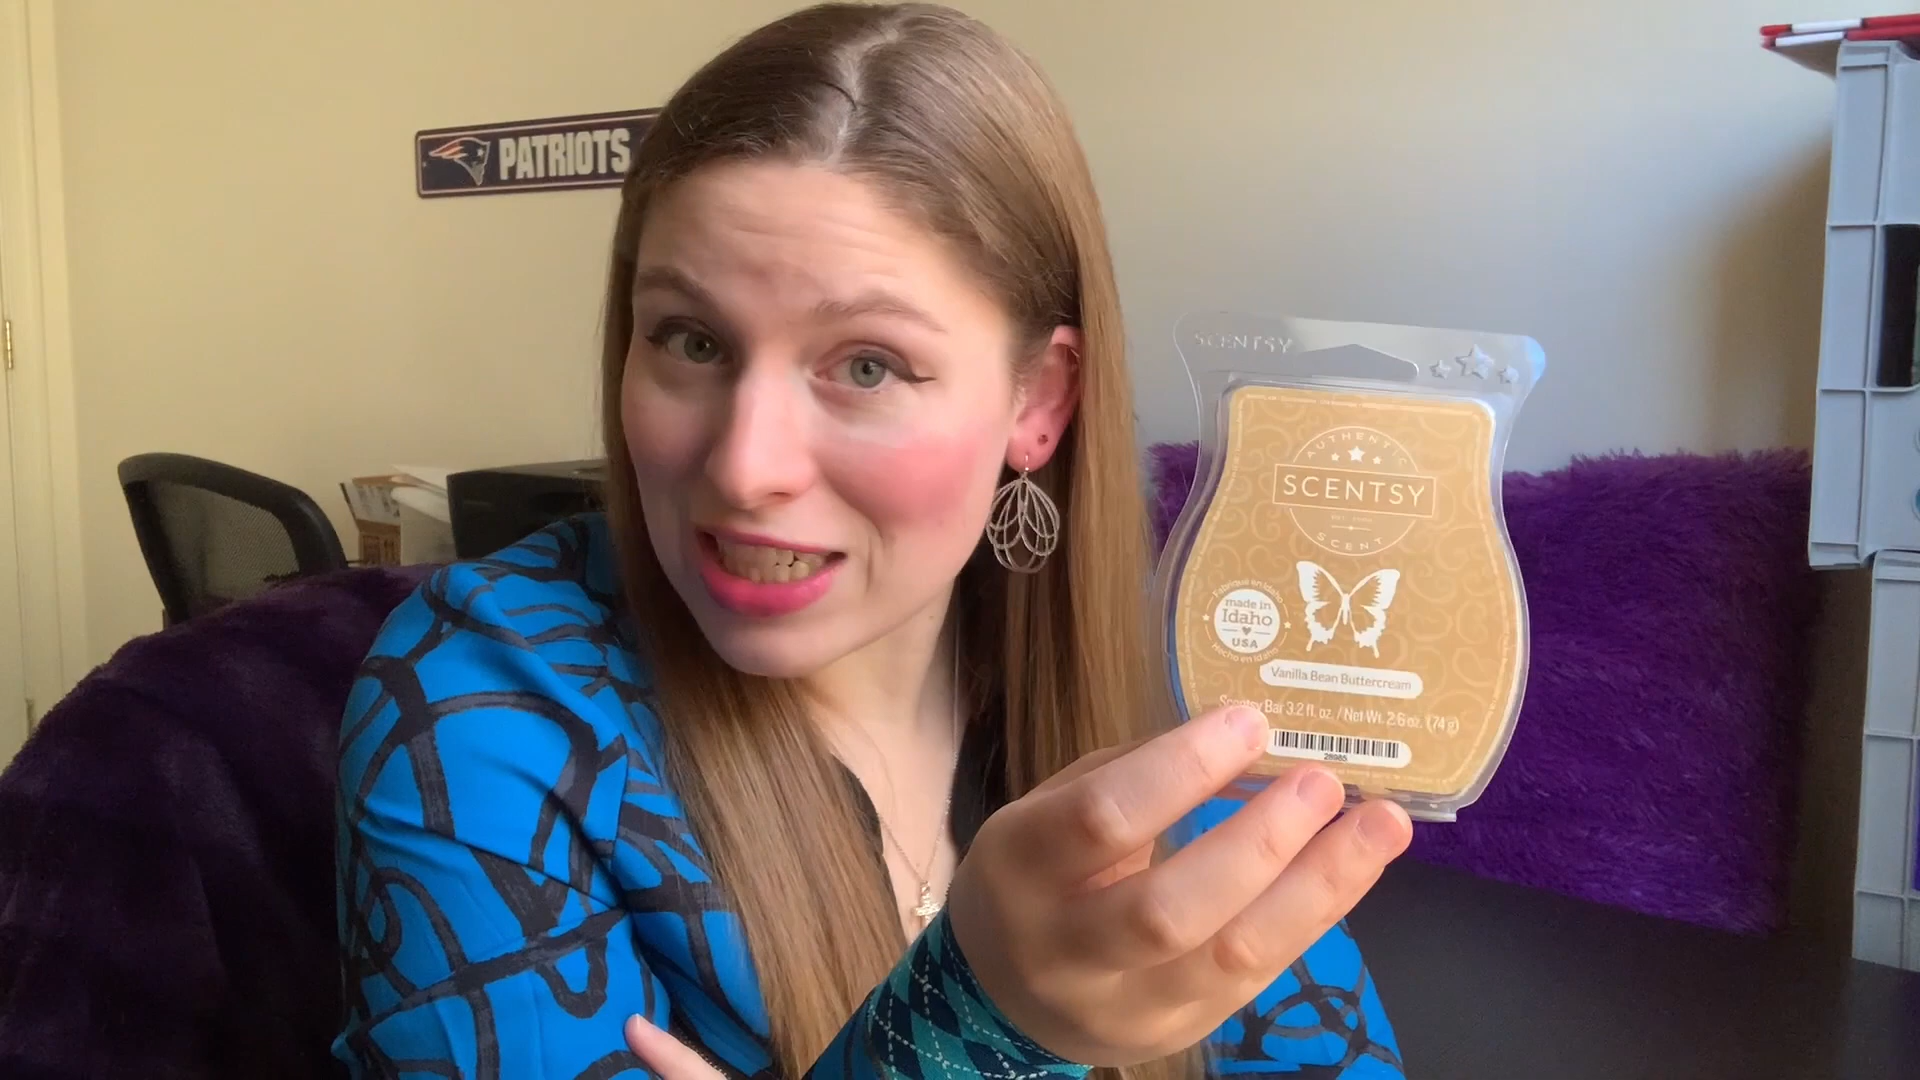 PATRIOTS
SCENTSY
AUTHENTIC
SCENTSY
SCENT
Fabriqué en Idaho
made in
Idaho
USA
Hecho en Idaho
Vanilla Bean Buttercream
Scentsy Bar 3.2 fl. oz. / Net Wt. 2.6 oz. (74 g)
28985